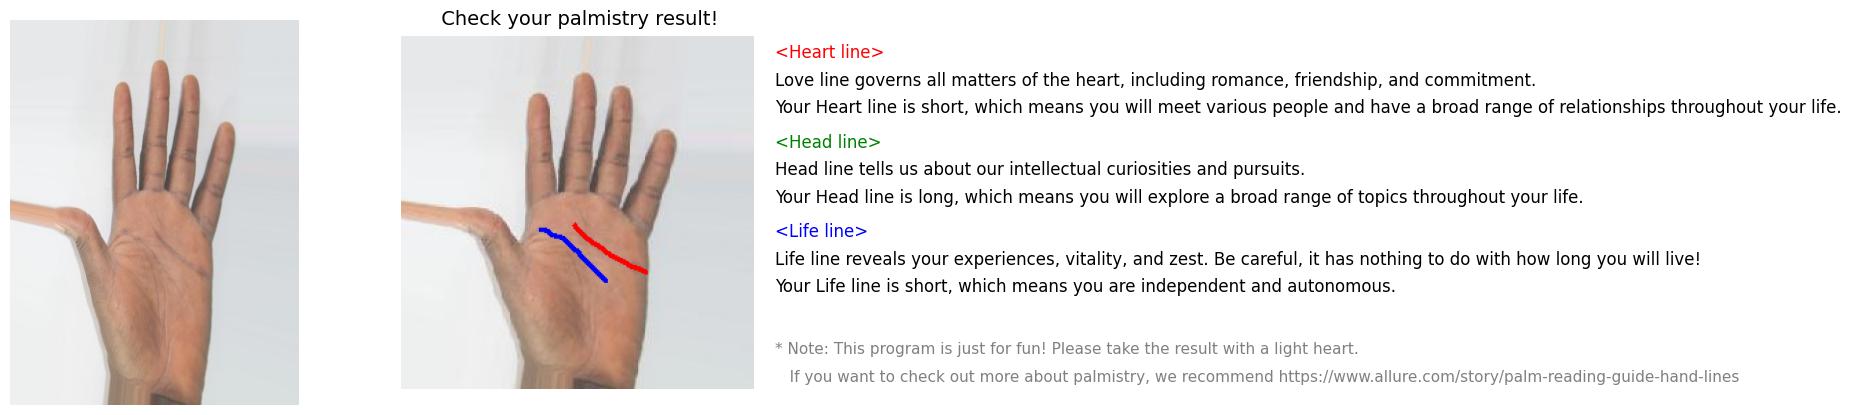 Check your palmistry result!
<Heart line>
Love line governs all matters of the heart, including romance, friendship, and commitment.
Your Heart line is short, which means you will meet various people and have a broad range of relationships throughout your life.
<Head line>
Head line tells us about our intellectual curiosities and pursuits.
Your Head line is long, which means you will explore a broad range of topics throughout your life.
<Life line>
Life line reveals your experiences, vitality, and zest. Be careful, it has nothing to do with how long you will live!
Your Life line is short, which means you are independent and autonomous.
* Note: This program is just for fun! Please take the result with a light heart.
If you want to check out more about palmistry, we recommend https://www.allure.com/story/palm-reading-guide-hand-lines